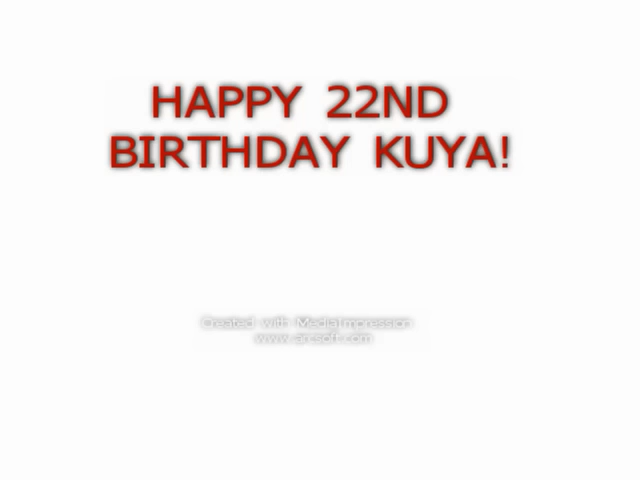 HAPPY 22ND
BIRTHDAY KUYA!
Created with MediaImpression
www.arcsoft.com